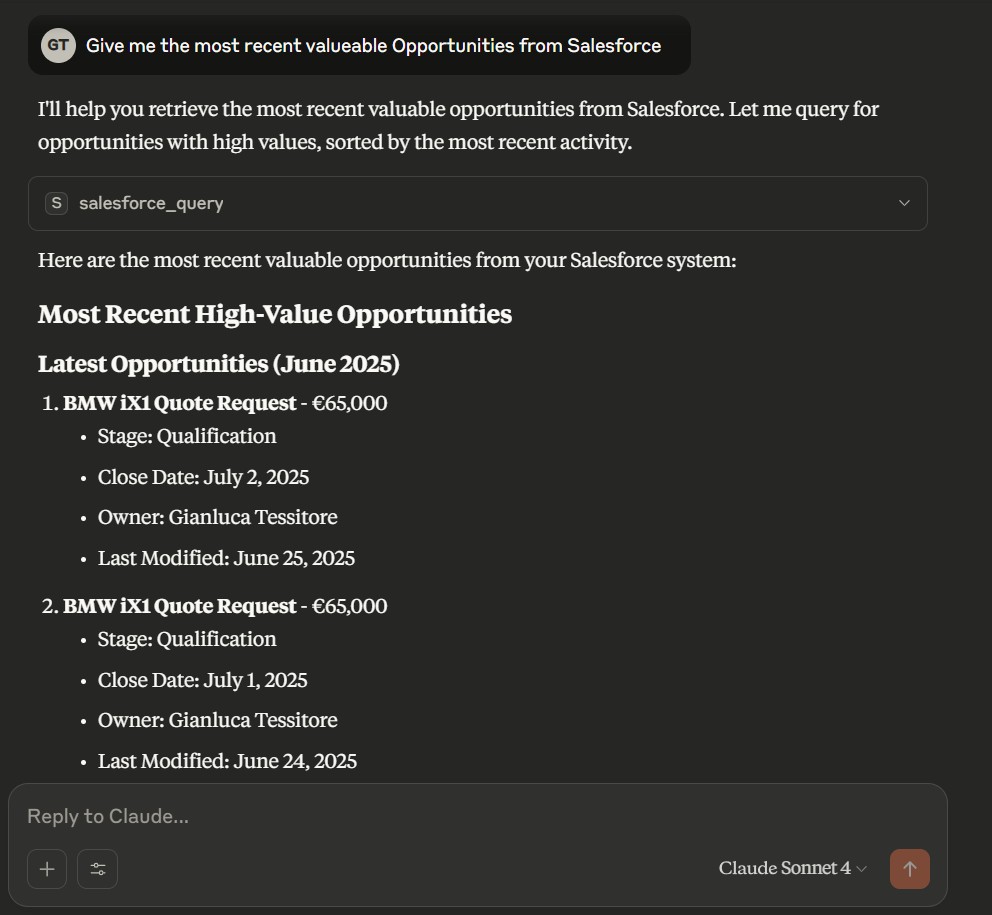 GT Give me the most recent valueable Opportunities from Salesforce
I'll help you retrieve the most recent valuable opportunities from Salesforce. Let me query for
opportunities with high values, sorted by the most recent activity.
S salesforce_query
Here are the most recent valuable opportunities from your Salesforce system:
Most Recent High-Value Opportunities
Latest Opportunities (June 2025)
1. BMW iX1 Quote Request - €65,000
• Stage: Qualification
• Close Date: July 2, 2025
• Owner: Gianluca Tessitore
• Last Modified: June 25, 2025
2. BMW iX1 Quote Request - €65,000
• Stage: Qualification
• Close Date: July 1, 2025
• Owner: Gianluca Tessitore
• Last Modified: June 24, 2025
Reply to Claude...
Claude Sonnet 4